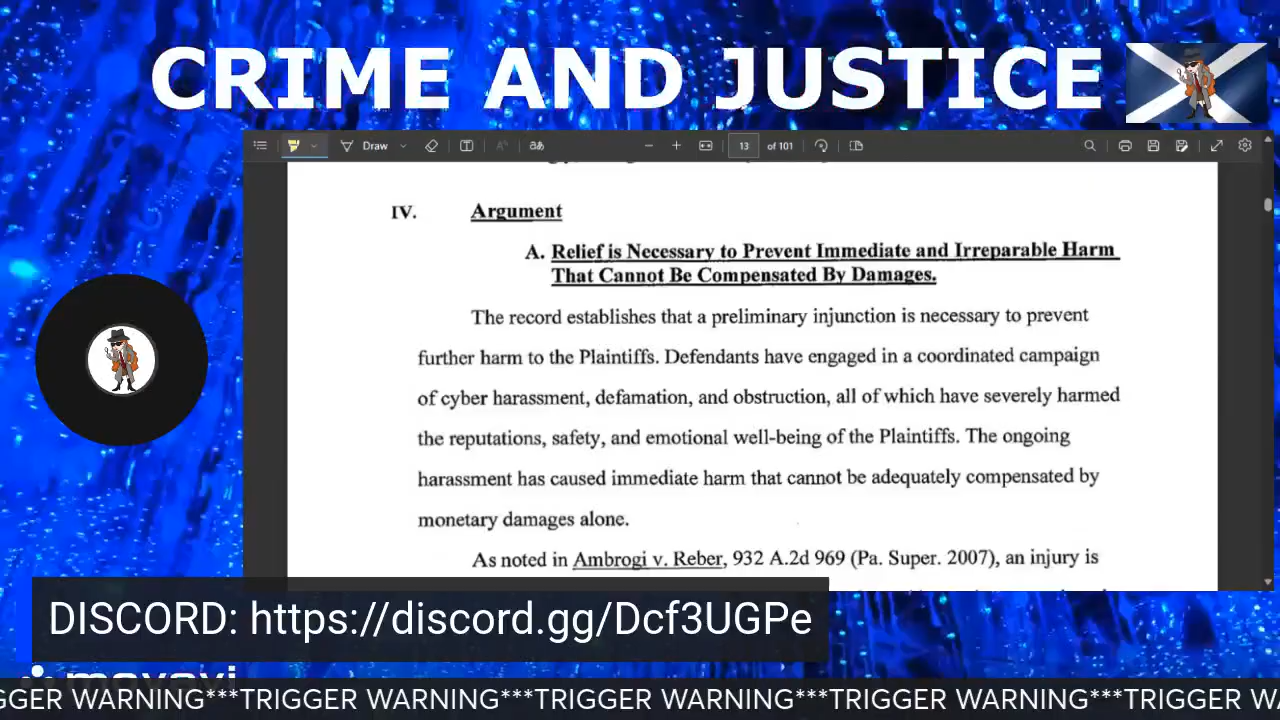 CRIME AND JUSTICE
Draw
13 of 101
IV. Argument
A. Relief is Necessary to Prevent Immediate and Irreparable Harm
That Cannot Be Compensated By Damages.
The record establishes that a preliminary injunction is necessary to prevent
further harm to the Plaintiffs. Defendants have engaged in a coordinated campaign
of cyber harassment, defamation, and obstruction, all of which have severely harmed
the reputations, safety, and emotional well-being of the Plaintiffs. The ongoing
harassment has caused immediate harm that cannot be adequately compensated by
monetary damages alone.
As noted in Ambrogi v. Reber, 932 A.2d 969 (Pa. Super. 2007), an injury is
DISCORD: https://discord.gg/Dcf3UGPe
movavi
GGER WARNING***TRIGGER WARNING***TRIGGER WARNING***TRIGGER WARNING***TRIGGER WA